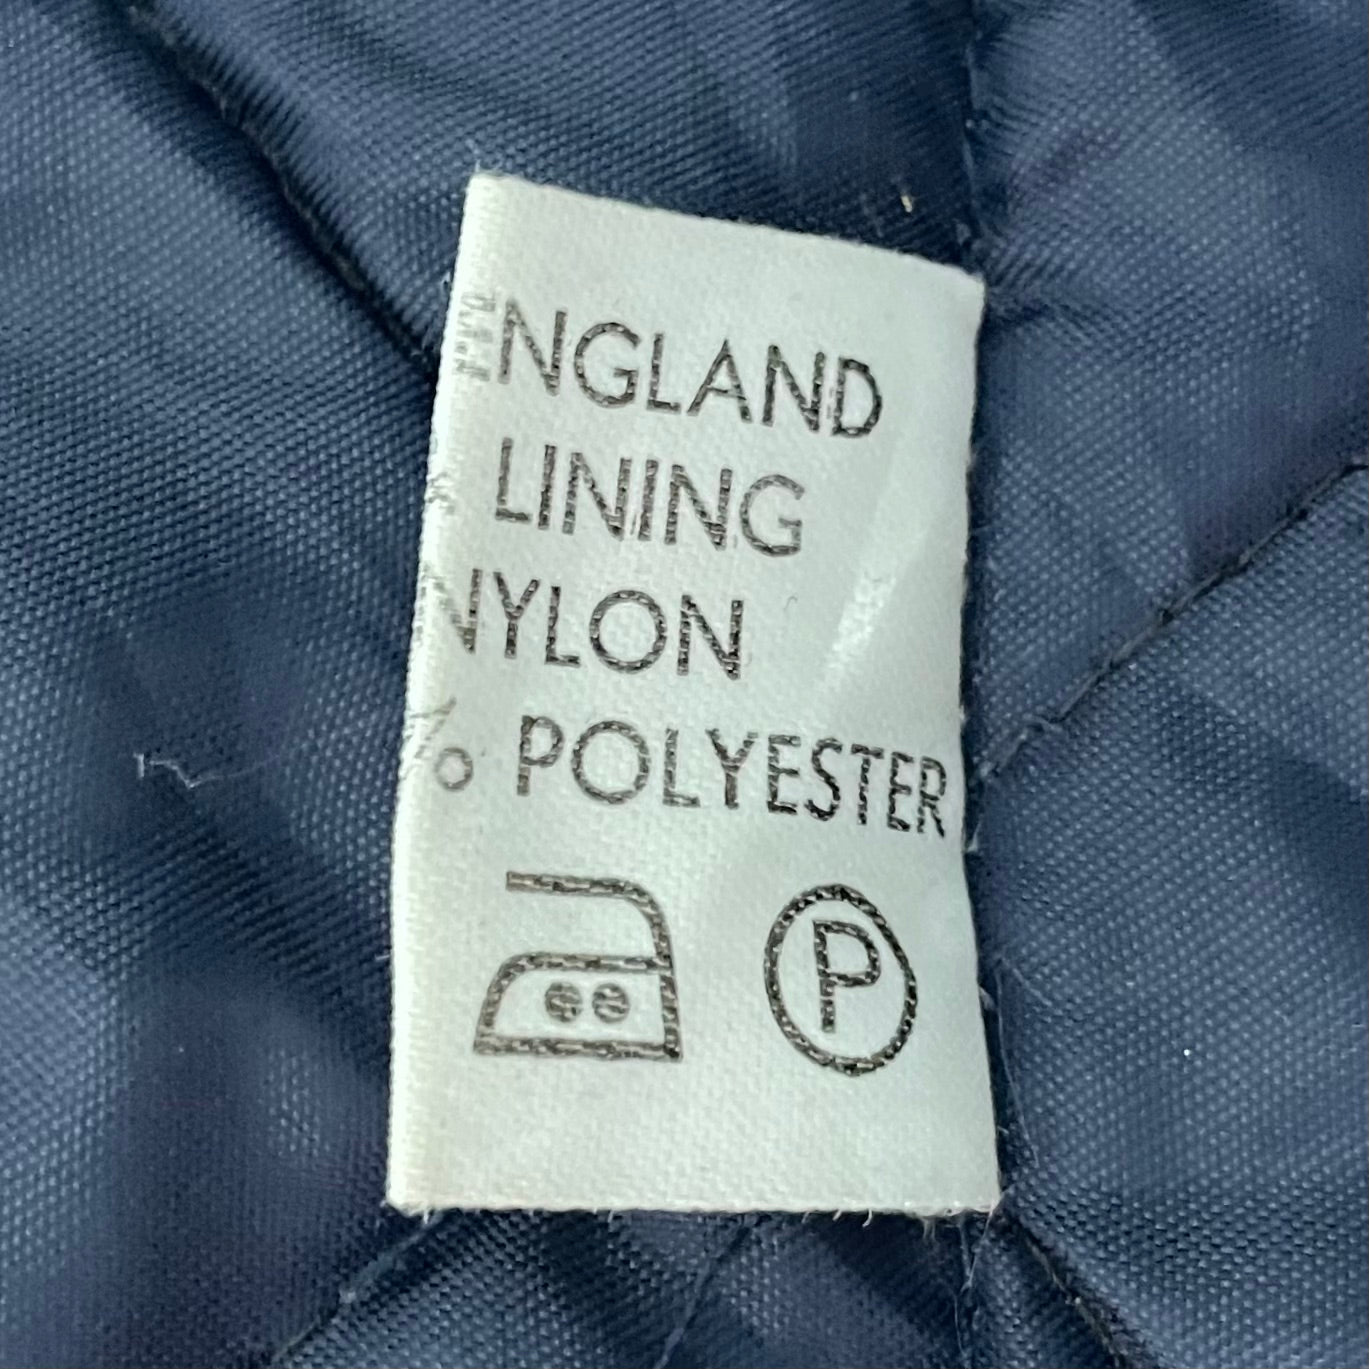 ENGLAND
LINING
NYLON
% POLYESTER
P